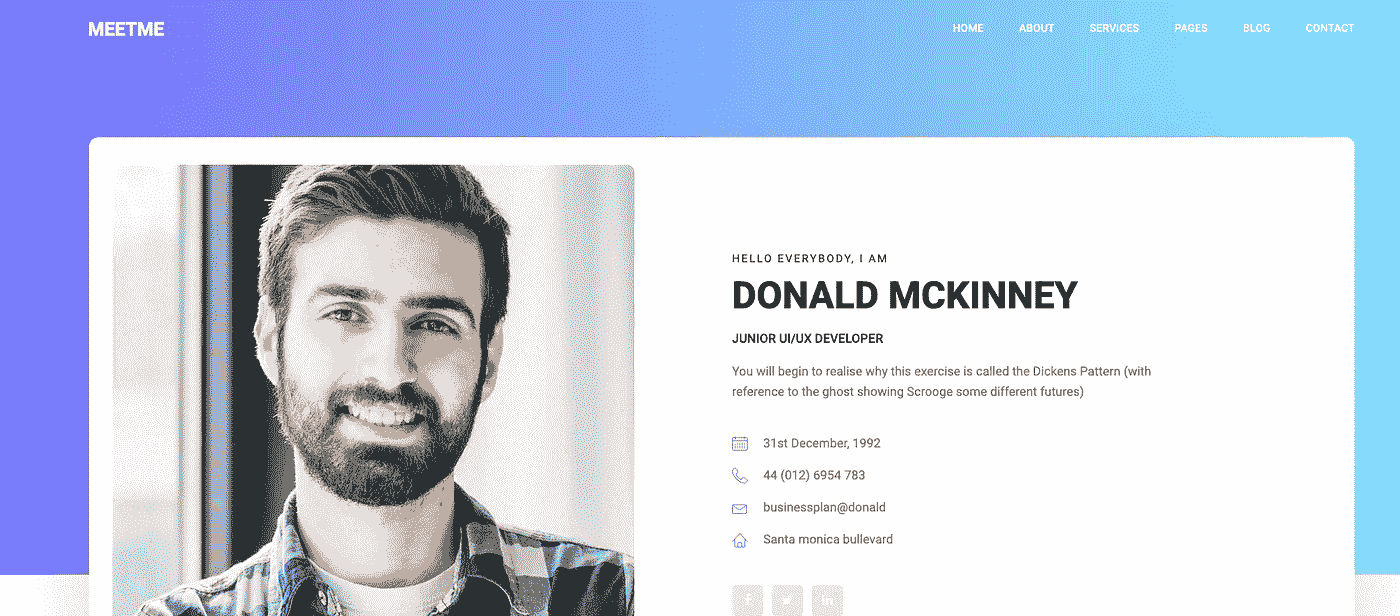 MEETME
HOME ABOUT SERVICES PAGES BLOG CONTACT
HELLO EVERYBODY, I AM
DONALD MCKINNEY
JUNIOR UI/UX DEVELOPER
You will begin to realise why this exercise is called the Dickens Pattern (with
reference to the ghost showing Scrooge some different futures)
31st December, 1992
44 (012) 6954 783
businessplan@donald
Santa monica bullevard